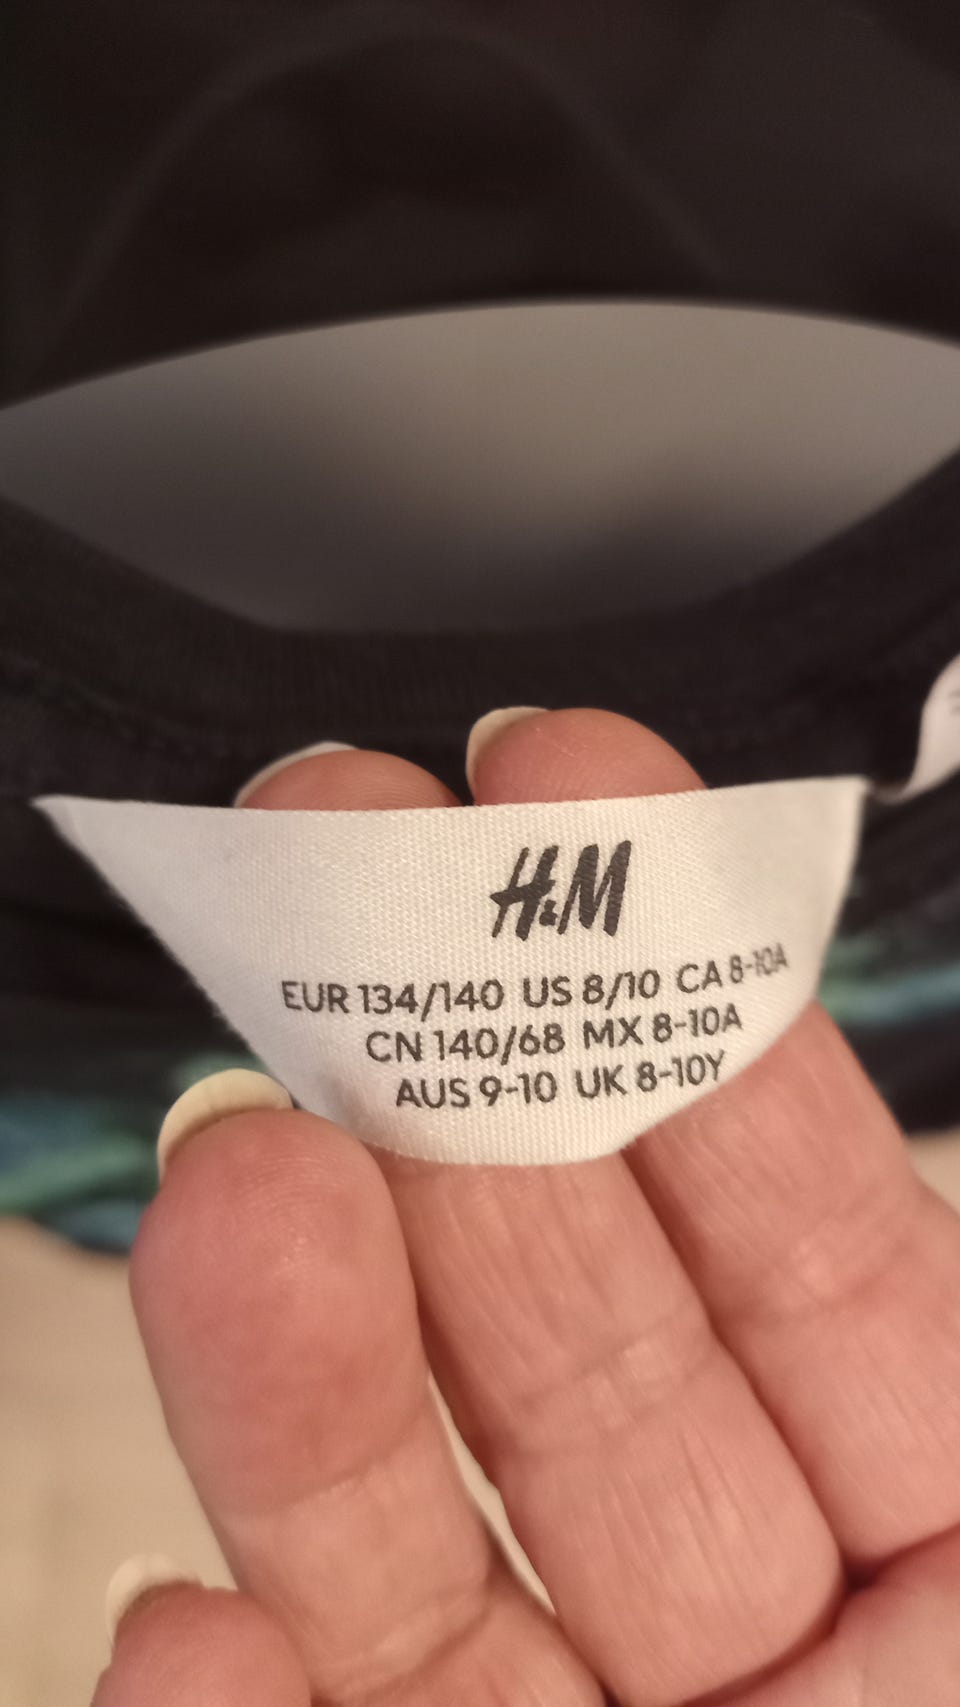 H&M
EUR 134/140 US 8/10 CA 8-10A
CN 140/68 MX 8-10A
AUS 9-10 UK 8-10Y